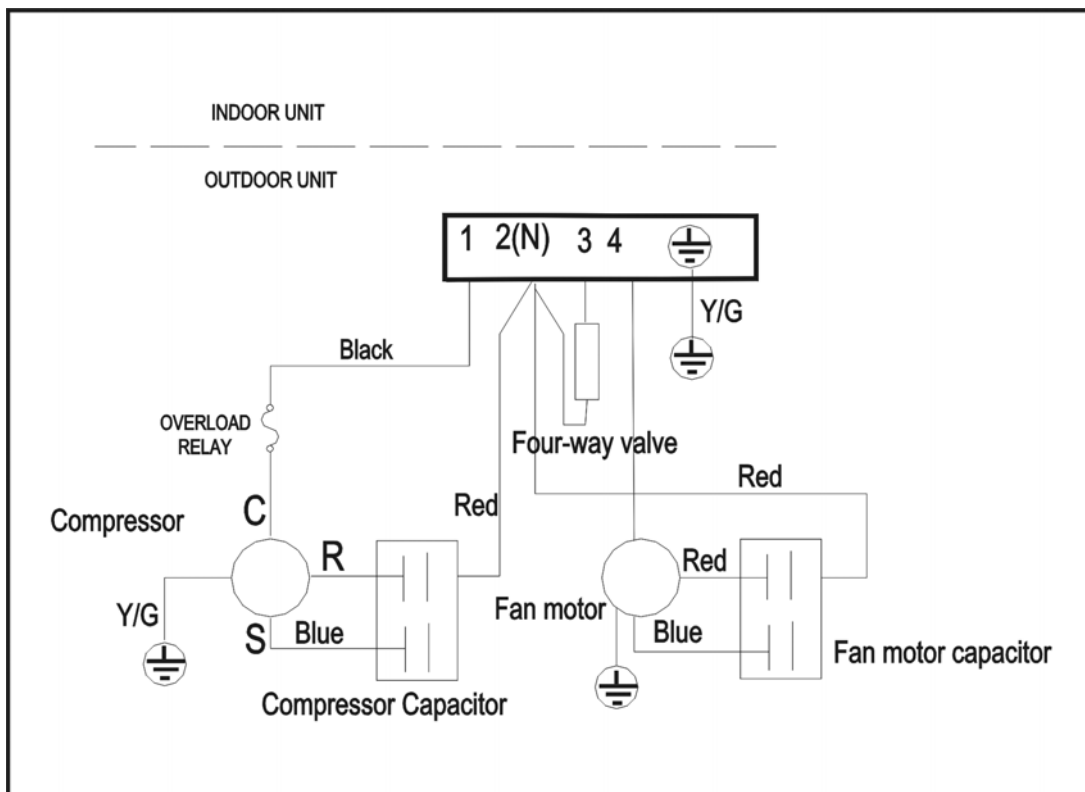 INDOOR UNIT
OUTDOOR UNIT
1 2(N) 3 4
Y/G
Black
OVERLOAD
RELAY
Four-way valve
Red
Red
C
Compressor
R
Red
Y/G
Fan motor
S
Blue
Blue
Fan motor capacitor
Compressor Capacitor